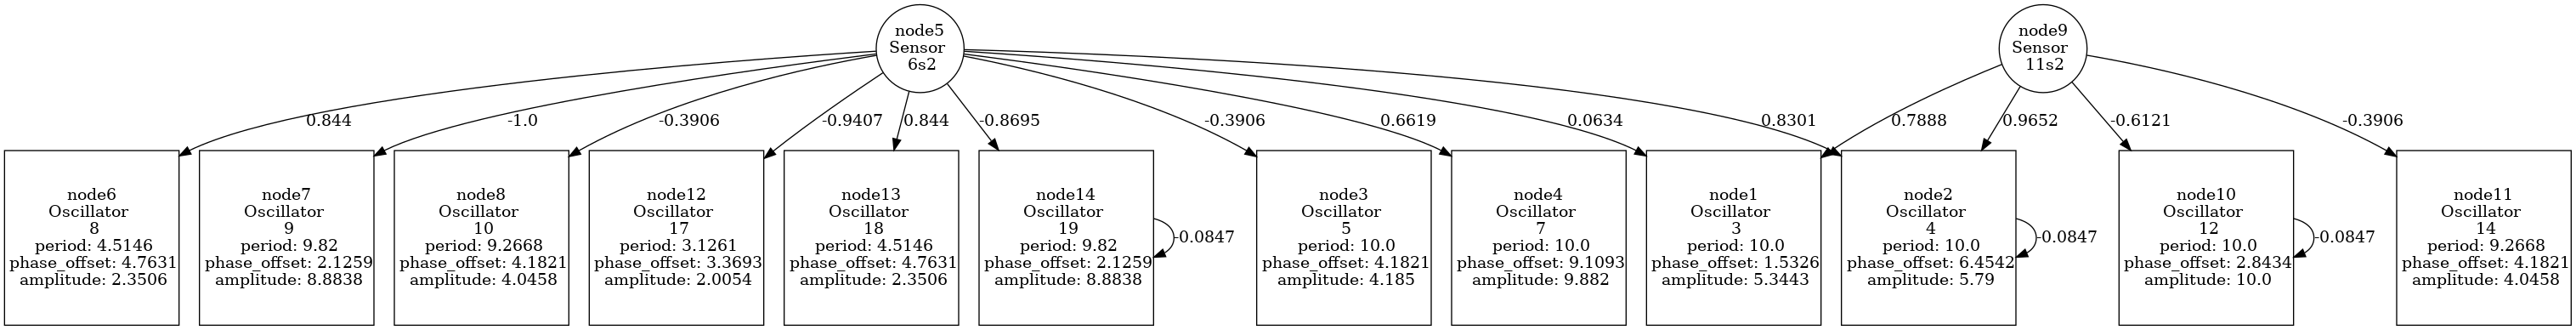 node5
Sensor
6s2
node9
Sensor
11s2
0.844
-1.0
-0.3906
-0.9407
0.844
-0.8695
-0.3906
0.6619
0.0634
0.8301
0.7888
0.9652
-0.6121
-0.3906
node6
Oscillator
8
period: 4.5146
phase_offset: 4.7631
amplitude: 2.3506
node7
Oscillator
9
period: 9.82
phase_offset: 2.1259
amplitude: 8.8838
node8
Oscillator
10
period: 9.2668
phase_offset: 4.1821
amplitude: 4.0458
node12
Oscillator
17
period: 3.1261
phase_offset: 3.3693
amplitude: 2.0054
node13
Oscillator
18
period: 4.5146
phase_offset: 4.7631
amplitude: 2.3506
node14
Oscillator
19
period: 9.82
phase_offset: 2.1259
amplitude: 8.8838
-0.0847
node3
Oscillator
5
period: 10.0
phase_offset: 4.1821
amplitude: 4.185
node4
Oscillator
7
period: 10.0
phase_offset: 9.1093
amplitude: 9.882
node1
Oscillator
3
period: 10.0
phase_offset: 1.5326
amplitude: 5.3443
node2
Oscillator
4
period: 10.0
phase_offset: 6.4542
amplitude: 5.79
-0.0847
node10
Oscillator
12
period: 10.0
phase_offset: 2.8434
amplitude: 10.0
-0.0847
node11
Oscillator
14
period: 9.2668
phase_offset: 4.1821
amplitude: 4.0458